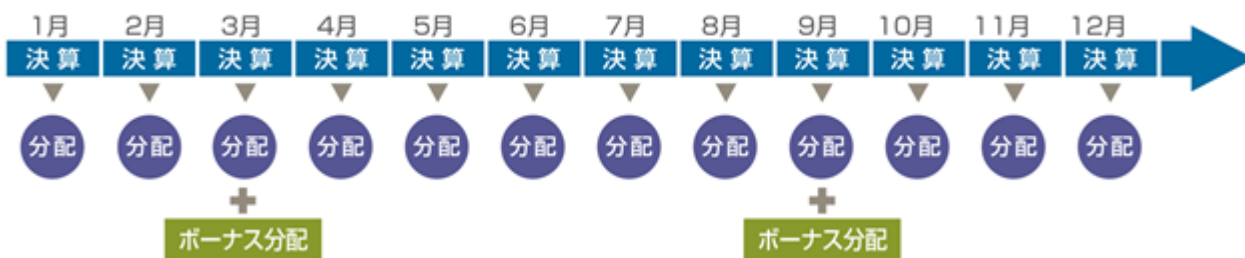 1月 2月 3月 4月 5月 6月 7月 8月 9月 10月 11月 12月
決算 決算 決算 決算 決算 決算 決算 決算 決算 決算 決算 決算
分配 分配 分配 分配 分配 分配 分配 分配 分配 分配 分配 分配
ボーナス分配 ボーナス分配